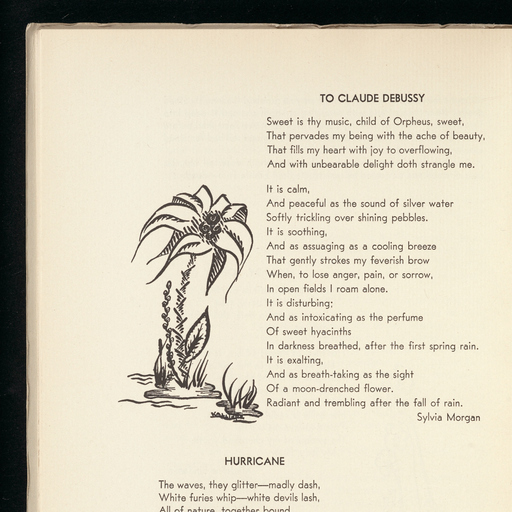 TO CLAUDE DEBUSSY
Sweet is thy music, child of Orpheus, sweet,
That pervades my being with the ache of beauty,
That fills my heart with joy to overflowing,
And with unbearable delight doth strangle me.
It is calm,
And peaceful as the sound of silver water
Softly trickling over shining pebbles.
It is soothing,
And as assuaging as a cooling breeze
That gently strokes my feverish brow
When, to lose anger, pain, or sorrow,
In open fields I roam alone.
It is disturbing;
And as intoxicating as the perfume
Of sweet hyacinths
In darkness breathed, after the first spring rain.
It is exalting,
And as breath-taking as the sight
Of a moon-drenched flower.
Radiant and trembling after the fall of rain.
Sylvia Morgan
HURRICANE
The waves, they glitter—madly dash,
White furies whip—white devils lash,
All of nature, together bound